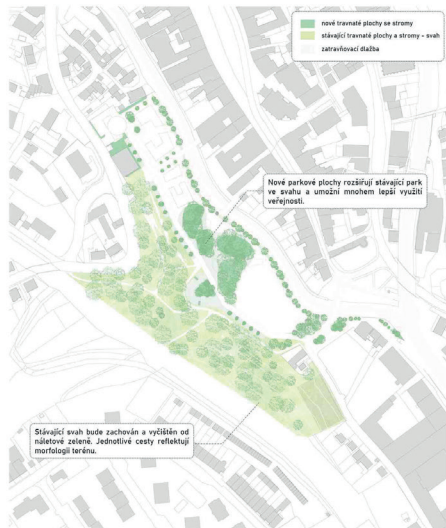 nové travnaté plochy se stromy
stávající travnaté plochy a stromy - svah
zatravňovací dlažba
Nové parkové plochy rozšiřují stávající park
ve svahu a umožní mnohem lepší využití
veřejností.
Stávající svah bude zachován a vyčištěn od
náletové zeleně. Jednotlivé cesty reflektují
morfologii terénu.